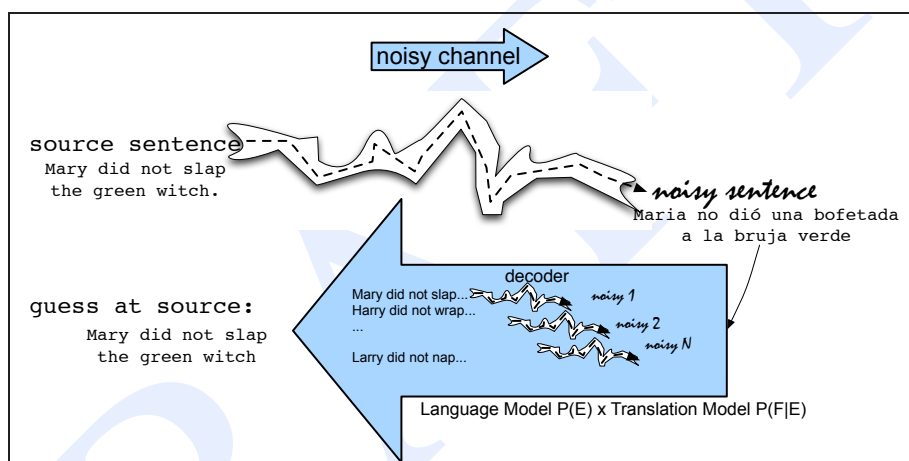 noisy channel
source sentence
Mary did not slap
the green witch.
noisy sentence
Maria no dió una bofetada
a la bruja verde
decoder
Mary did not slap...
noisy 1
Harry did not wrap...
noisy 2
...
noisy N
Larry did not nap...
guess at source:
Mary did not slap
the green witch
Language Model P(E) x Translation Model P(F|E)